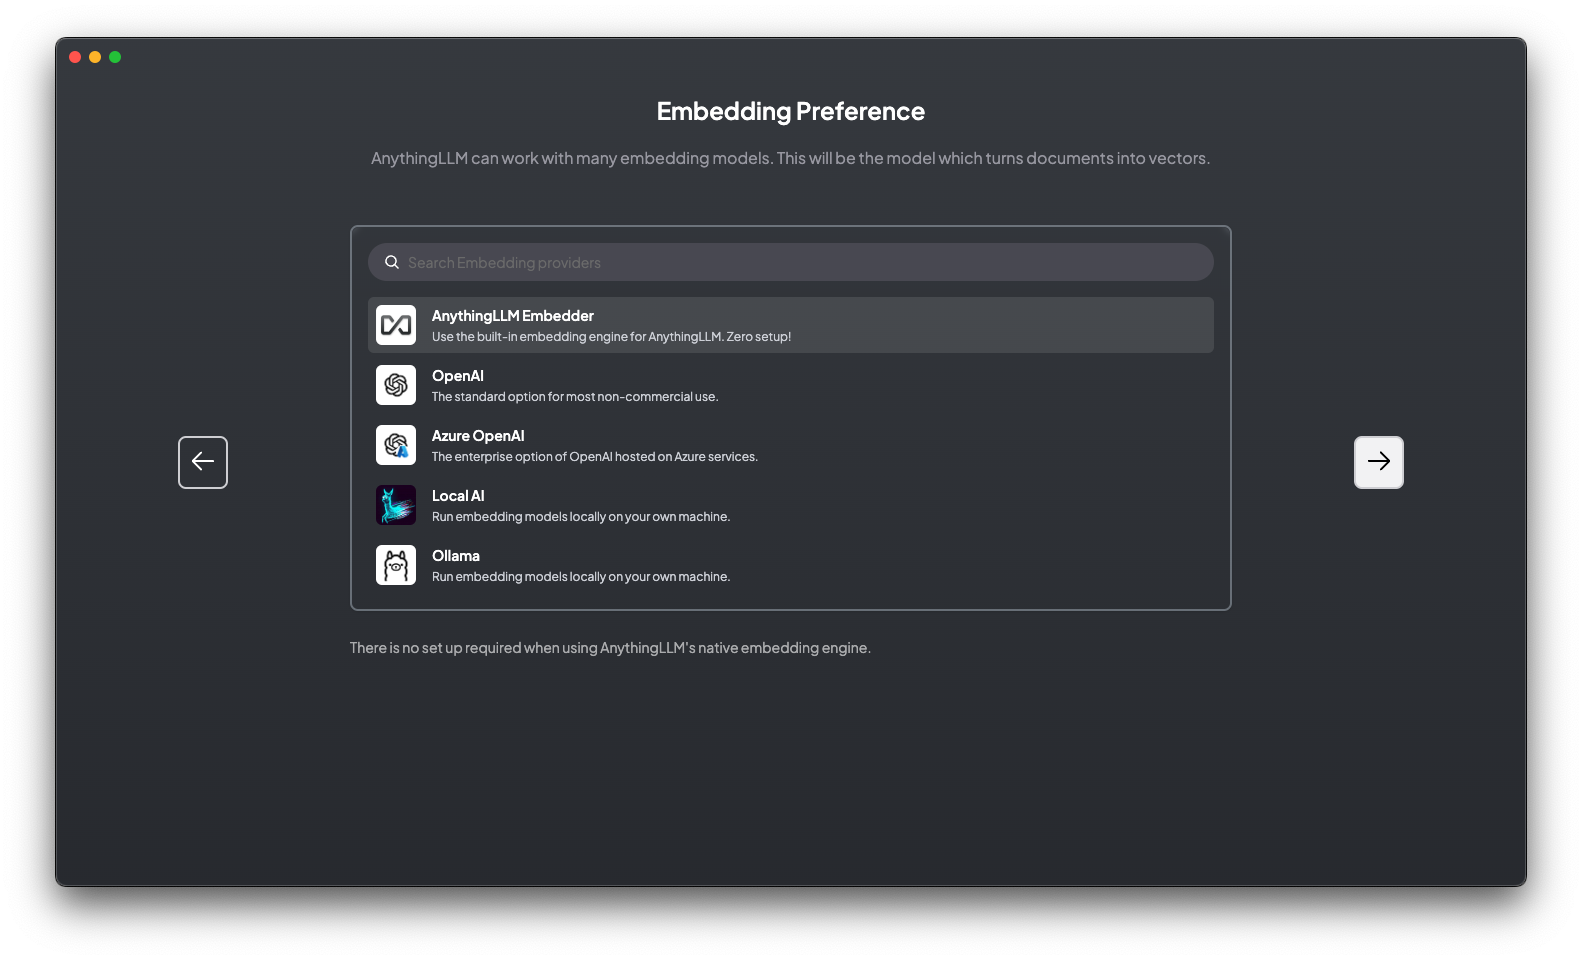 Embedding Preference
AnythingLLM can work with many embedding models. This will be the model which turns documents into vectors.
Search Embedding providers
AnythingLLM Embedder
Use the built-in embedding engine for AnythingLLM. Zero setup!
OpenAI
The standard option for most non-commercial use.
Azure OpenAI
The enterprise option of OpenAI hosted on Azure services.
Local AI
Run embedding models locally on your own machine.
Ollama
Run embedding models locally on your own machine.
There is no set up required when using AnythingLLM's native embedding engine.